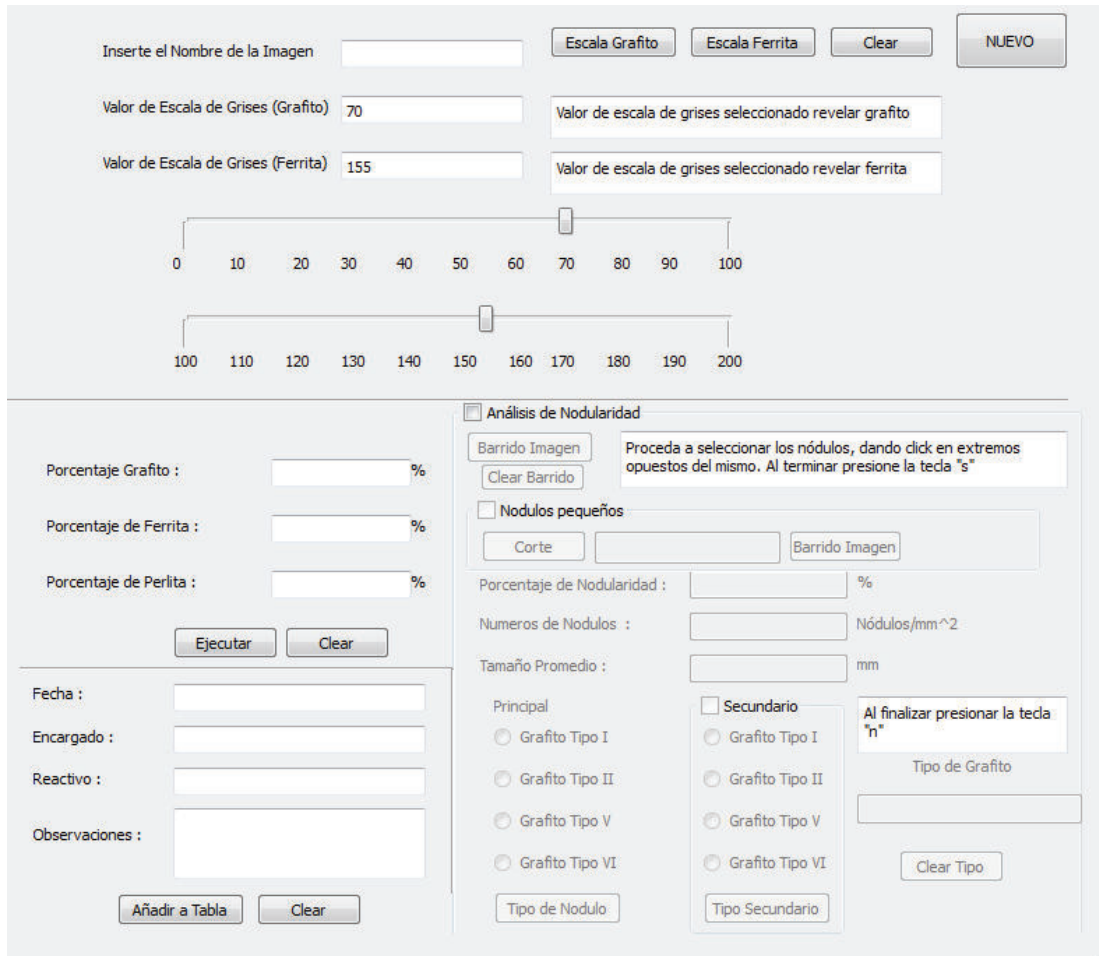 Inserte el Nombre de la Imagen
Escala Grafito
Escala Ferrita
Clear
NUEVO
Valor de Escala de Grises (Grafito)
70
Valor de escala de grises seleccionado revelar grafito
Valor de Escala de Grises (Ferrita)
155
Valor de escala de grises seleccionado revelar ferrita
0 10 20 30 40 50 60 70 80 90 100
100 110 120 130 140 150 160 170 180 190 200
Porcentaje Grafito :
%
Porcentaje de Ferrita :
%
Porcentaje de Perlita :
%
Ejecutar
Clear
Fecha :
Encargado :
Reactivo :
Observaciones :
Añadir a Tabla
Clear
Análisis de Nodularidad
Barrido Imagen
Clear Barrido
Proceda a seleccionar los nódulos, dando click en extremos
opuestos del mismo. Al terminar presione la tecla "s"
Nodulos pequeños
Corte
Barrido Imagen
Porcentaje de Nodularidad :
%
Numeros de Nodulos :
Nódulos/mm^2
Tamaño Promedio :
mm
Principal
Grafito Tipo I
Grafito Tipo II
Grafito Tipo V
Grafito Tipo VI
Tipo de Nodulo
Secundario
Grafito Tipo I
Grafito Tipo II
Grafito Tipo V
Grafito Tipo VI
Tipo Secundario
Al finalizar presionar la tecla
"n"
Tipo de Grafito
Clear Tipo